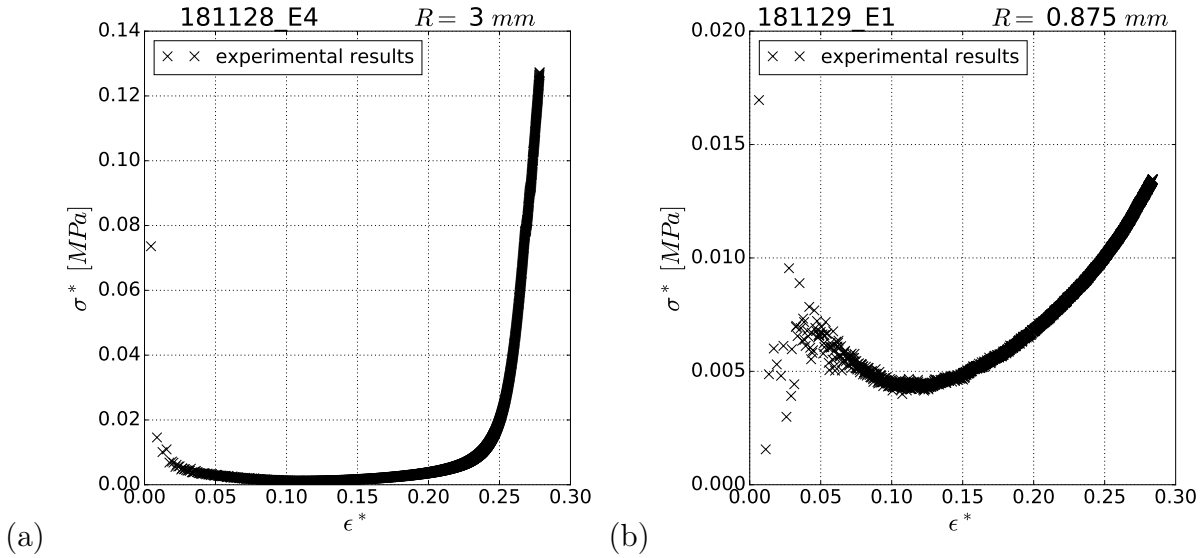 181128_E4 R = 3 mm
experimental results
0.14
0.12
0.10
0.08
0.06
0.04
0.02
0.00
σ* [MPa]
0.00 0.05 0.10 0.15 0.20 0.25 0.30
ϵ*
(a)
181129_E1 R = 0.875 mm
experimental results
0.020
0.015
0.010
0.005
0.000
σ* [MPa]
0.00 0.05 0.10 0.15 0.20 0.25 0.30
ϵ*
(b)